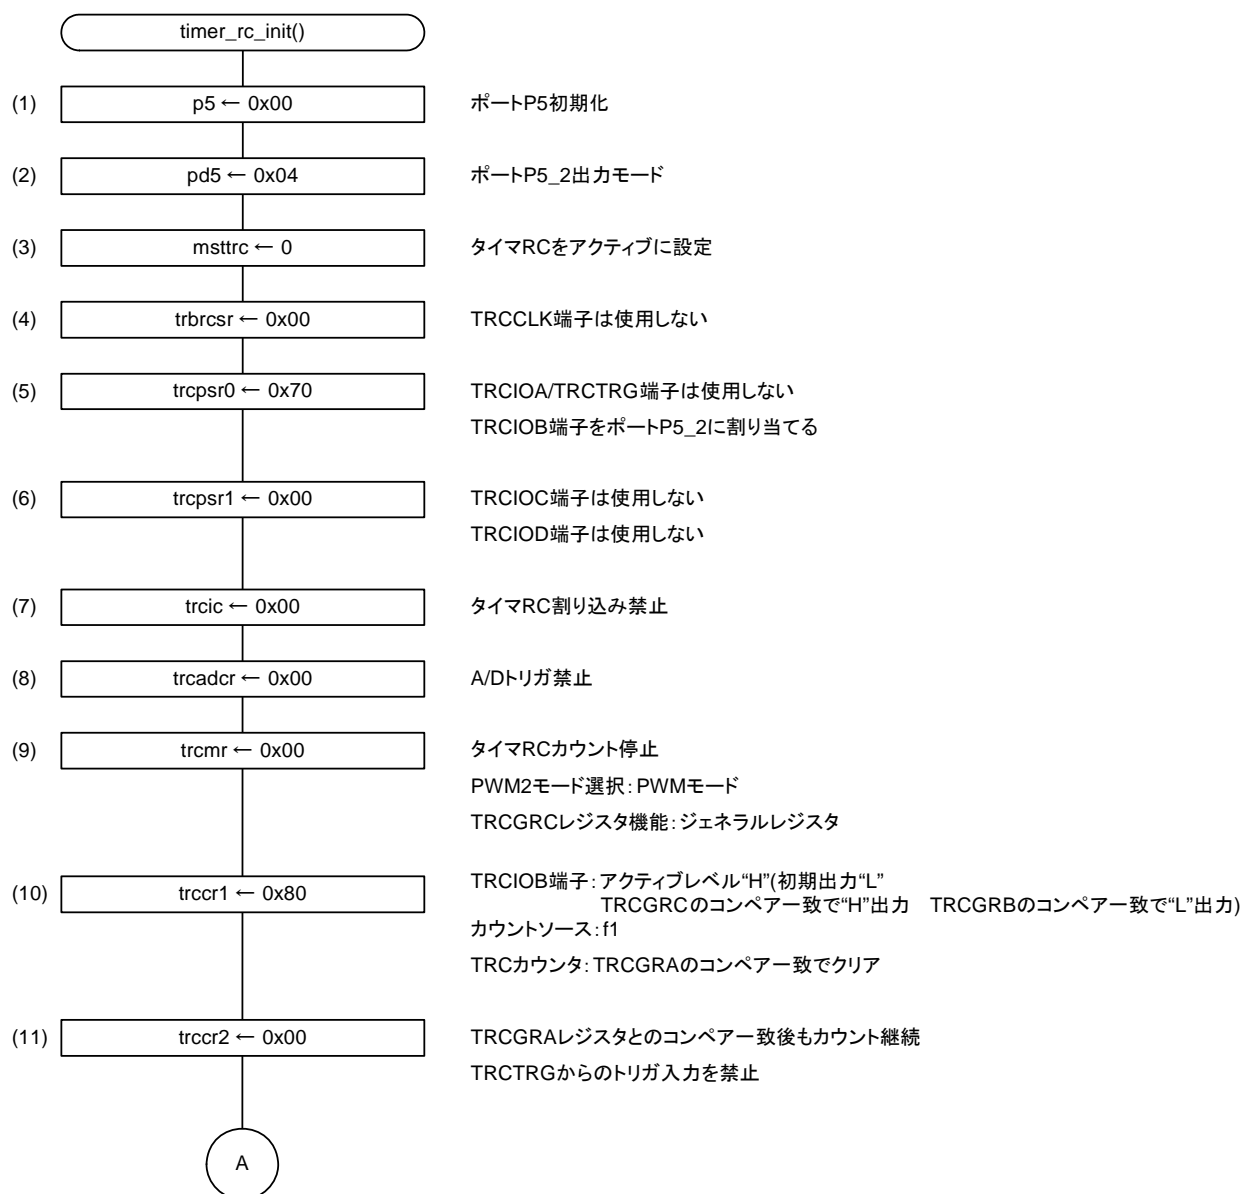 timer_rc_init()
(1) p5 ← 0x00 ポートP5初期化
(2) pd5 ← 0x04 ポートP5_2出力モード
(3) msttrc ← 0 タイマRCをアクティブに設定
(4) trbrcsr ← 0x00 TRCCLK端子は使用しない
(5) trcpsr0 ← 0x70 TRCIOA/TRCTRG端子は使用しない
TRCIOB端子をポートP5_2に割り当てる
(6) trcpsr1 ← 0x00 TRCIOC端子は使用しない
TRCIOD端子は使用しない
(7) trcic ← 0x00 タイマRC割り込み禁止
(8) trcadcr ← 0x00 A/Dトリガ禁止
(9) trcmr ← 0x00 タイマRCカウント停止
PWM2モード選択：PWMモード
TRCGRCレジスタ機能：ジェネラルレジスタ
(10) trccr1 ← 0x80 TRCIOB端子：アクティブレベル“H”(初期出力“L”
TRCGRCのコンペア一致で“H”出力　TRCGRBのコンペア一致で“L”出力)
カウントソース：f1
TRCカウンタ：TRCGRAのコンペア一致でクリア
(11) trccr2 ← 0x00 TRCGRAレジスタとのコンペア一致後もカウント継続
TRCTRGからのトリガ入力を禁止
A